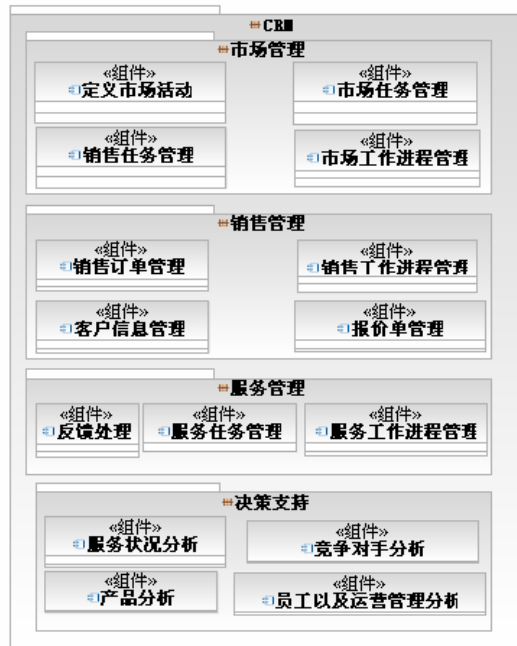 CRM
市场管理
«组件»
定义市场活动
«组件»
市场任务管理
«组件»
销售任务管理
«组件»
市场工作进程管理
销售管理
«组件»
销售订单管理
«组件»
销售工作进程管理
«组件»
客户信息管理
«组件»
报价单管理
服务管理
«组件»
反馈处理
«组件»
服务任务管理
«组件»
服务工作进程管理
决策支持
«组件»
服务状况分析
«组件»
竞争对手分析
«组件»
产品分析
«组件»
员工以及运营管理分析